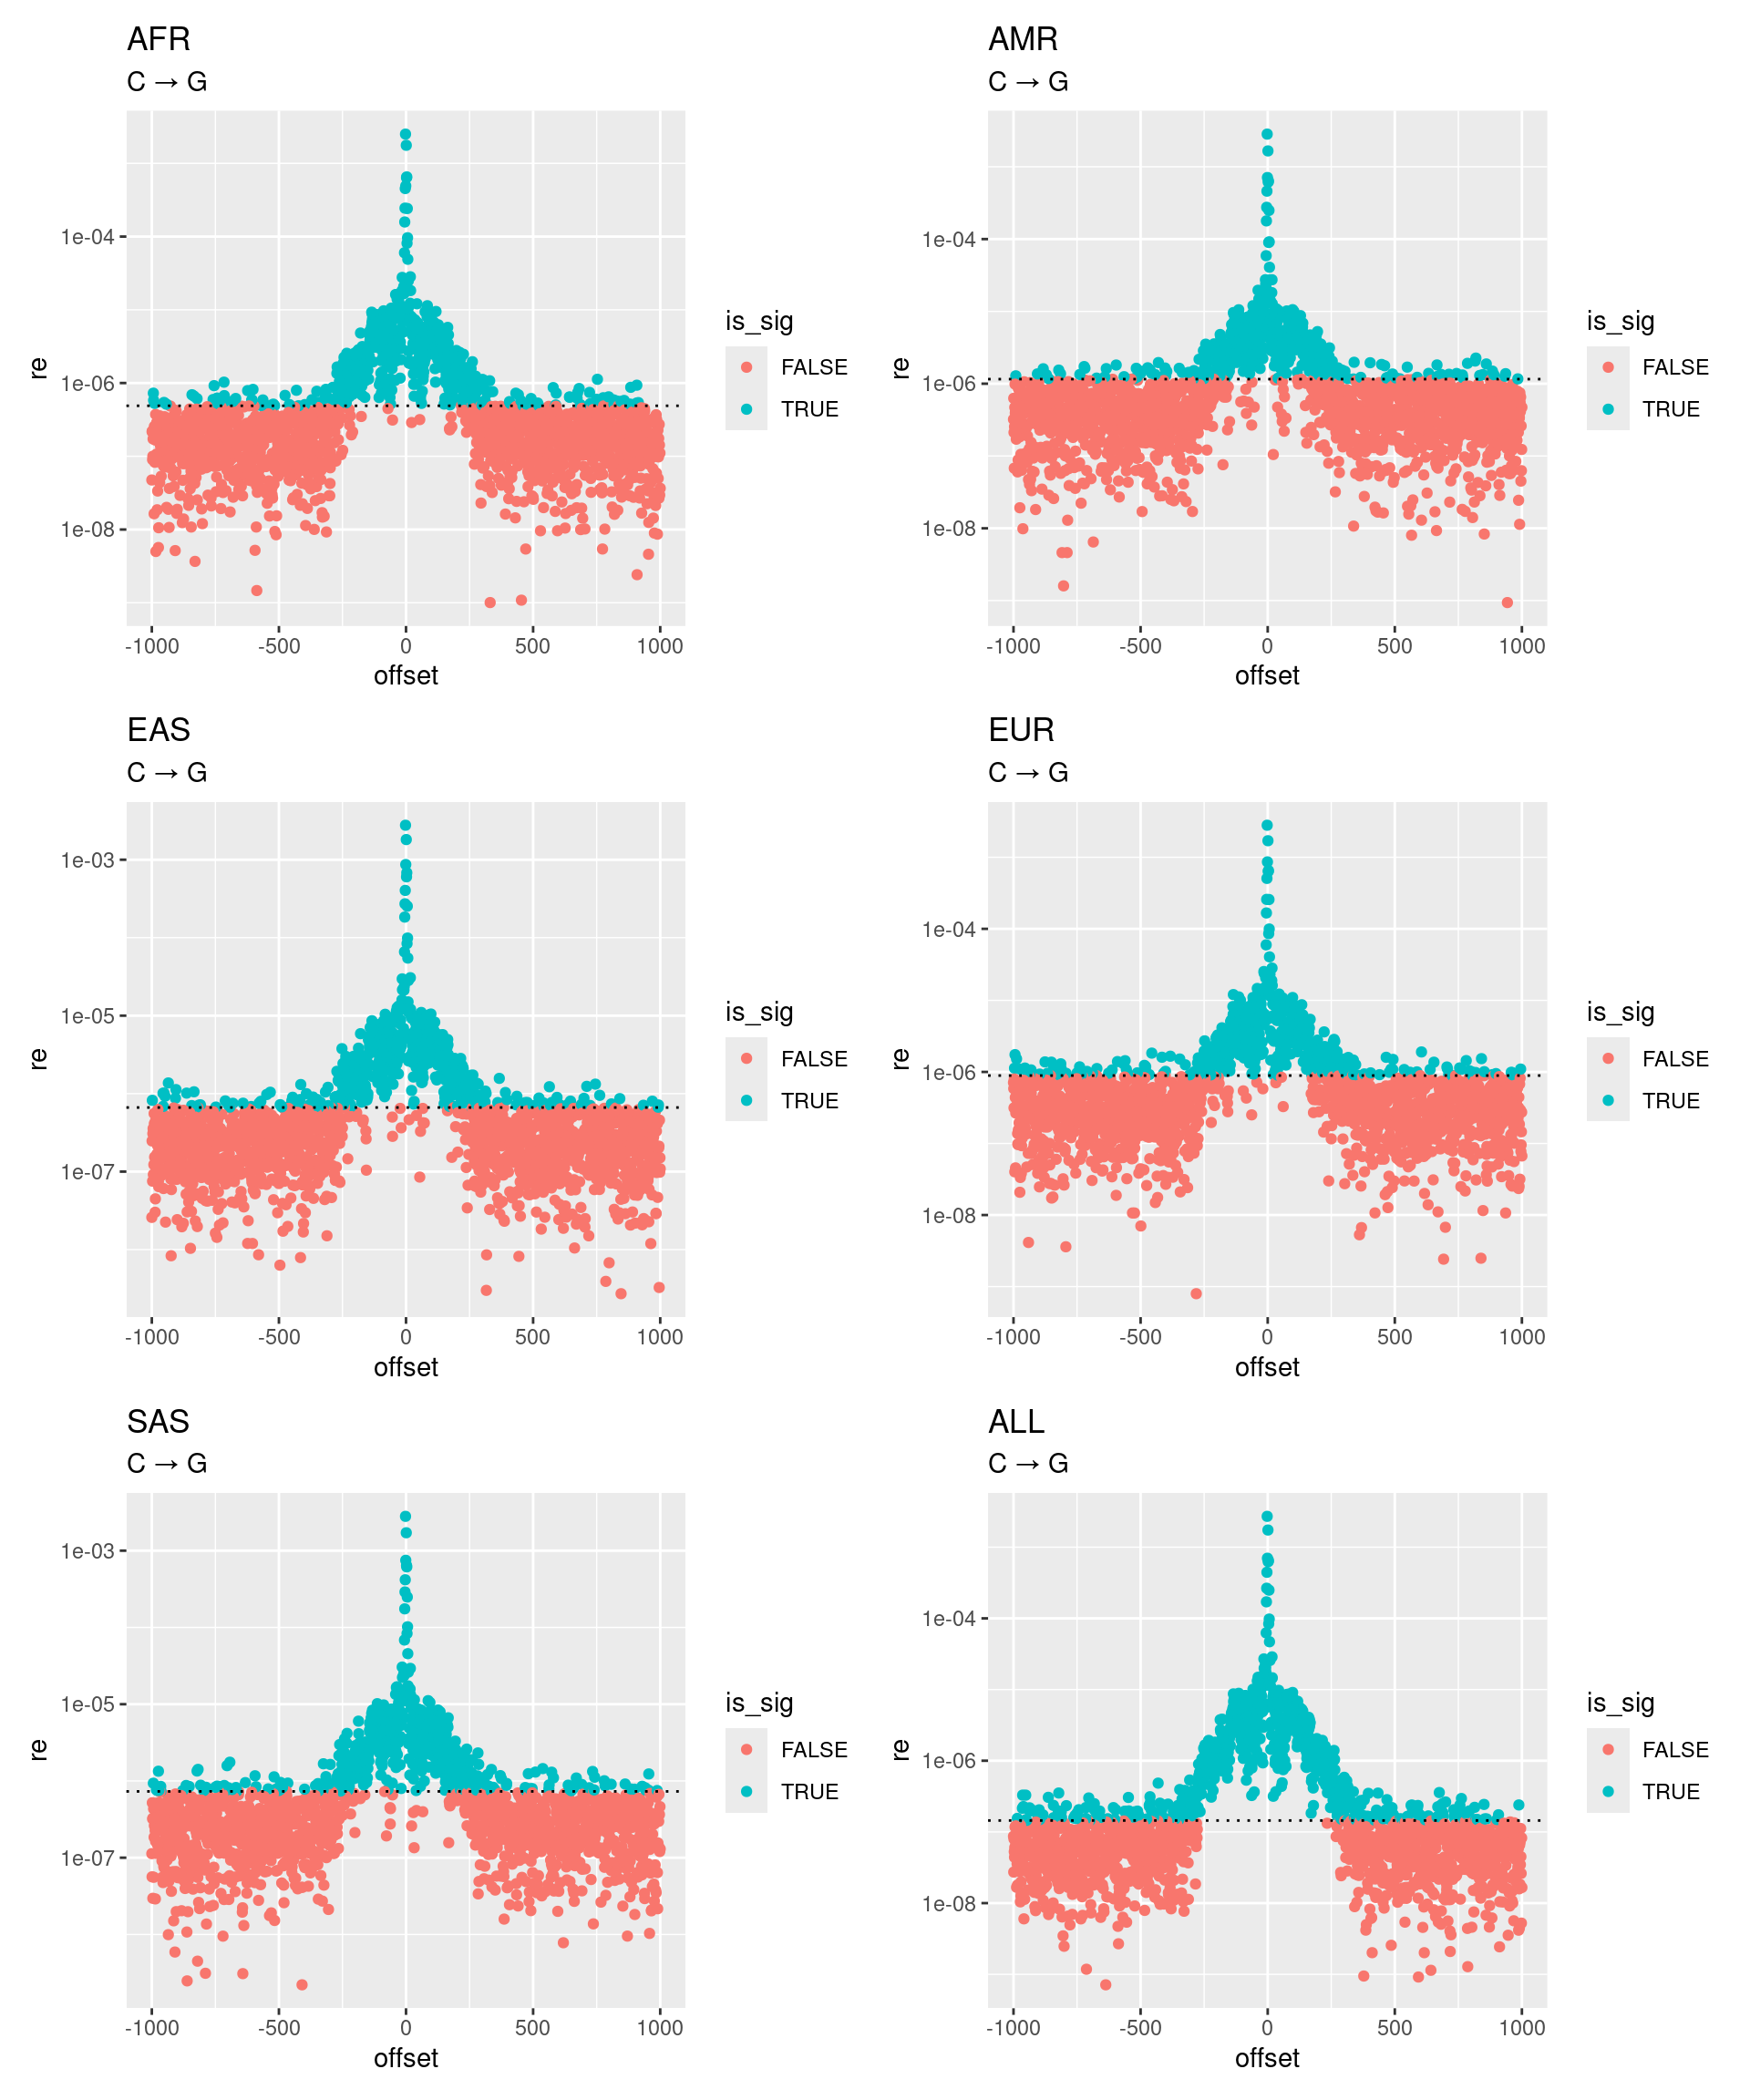 AFR
C → G
re
1e-04
1e-06
1e-08
-1000 -500 0 500 1000
offset
is_sig
FALSE
TRUE
AMR
C → G
re
1e-04
1e-06
1e-08
-1000 -500 0 500 1000
offset
is_sig
FALSE
TRUE
EAS
C → G
re
1e-03
1e-05
1e-07
-1000 -500 0 500 1000
offset
is_sig
FALSE
TRUE
EUR
C → G
re
1e-04
1e-06
1e-08
-1000 -500 0 500 1000
offset
is_sig
FALSE
TRUE
SAS
C → G
re
1e-03
1e-05
1e-07
-1000 -500 0 500 1000
offset
is_sig
FALSE
TRUE
ALL
C → G
re
1e-04
1e-06
1e-08
-1000 -500 0 500 1000
offset
is_sig
FALSE
TRUE